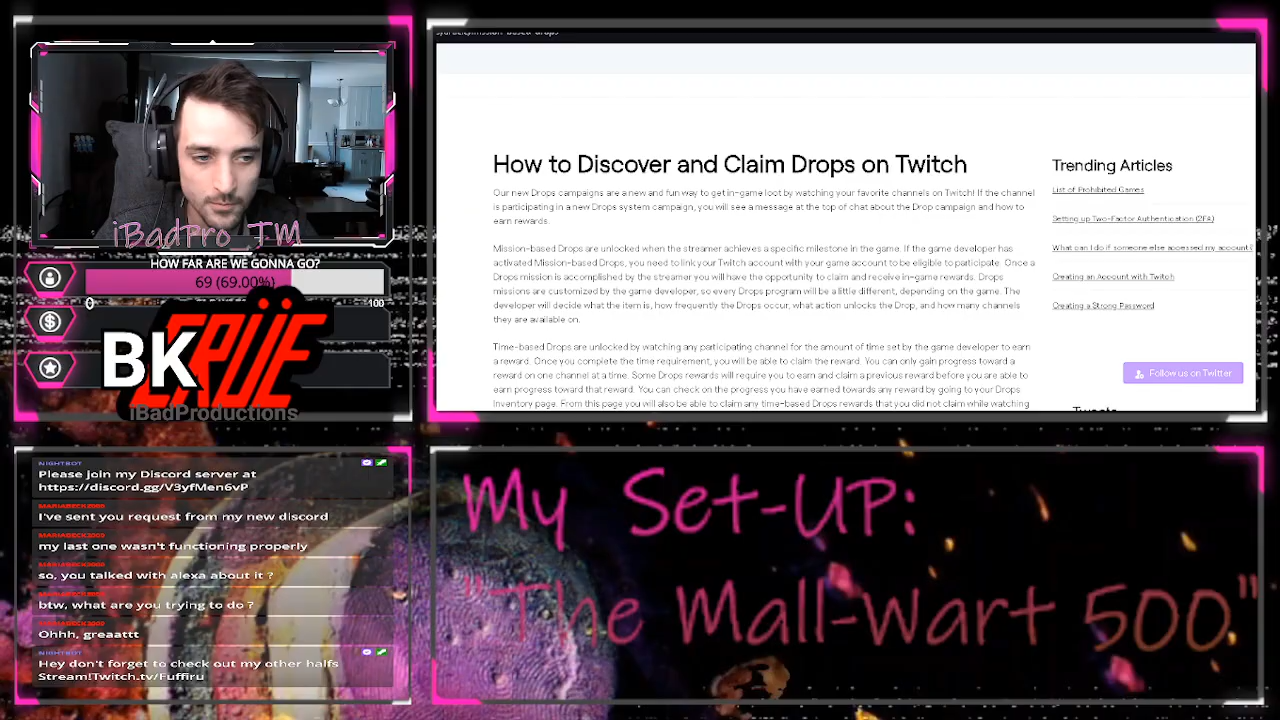 iBadPro_TM
HOW FAR ARE WE GONNA GO?
69 (69.00%)
0
100
BK
CRÜE
iBadProductions
How to Discover and Claim Drops on Twitch
Our new Drops campaigns are a new and fun way to get in-game loot by watching your favorite channels on Twitch! If the channel
is participating in a new Drops system campaign, you will see a message at the top of chat about the Drop campaign and how to
earn rewards.
Mission-based Drops are unlocked when the streamer achieves a specific milestone in the game. If the game developer has
activated Mission-based Drops, you need to link your Twitch account with your game account to be eligible to participate. Once a
Drops mission is accomplished by the streamer you will have the opportunity to claim and receive in-game rewards. Drops
missions are customized by the game developer, so every Drops program will be a little different, depending on the game. The
developer will decide what the item is, how frequently the Drops occur, what action unlocks the Drop, and how many channels
they are available on.
Time-based Drops are unlocked by watching any participating channel for the amount of time set by the game developer to earn
a reward. Once you complete the time requirement, you will be able to claim the reward. You can only gain progress toward a
reward on one channel at a time. Some Drops rewards will require you to earn and claim a previous reward before you are able to
earn progress toward that reward. You can check on the progress you have earned towards any reward by going to your Drops
Inventory page. From this page you will also be able to claim any time-based Drops rewards that you did not claim while watching
Trending Articles
List of Prohibited Games
Setting up Two-Factor Authentication (2FA)
What can I do if someone else accessed my account?
Creating an Account with Twitch
Creating a Strong Password
Follow us on Twitter
Tweets
NIGHTBOT
Please join my Discord server at
https://discord.gg/V3yfMen6vP
I've sent you request from my new discord
my last one wasn't functioning properly
so, you talked with alexa about it ?
btw, what are you trying to do ?
Ohhh, greaattt
NIGHTBOT
Hey don't forget to check out my other halfs
Stream!Twitch.tv/Fuffiru
My Set-UP
"The Wall-Mart 500"